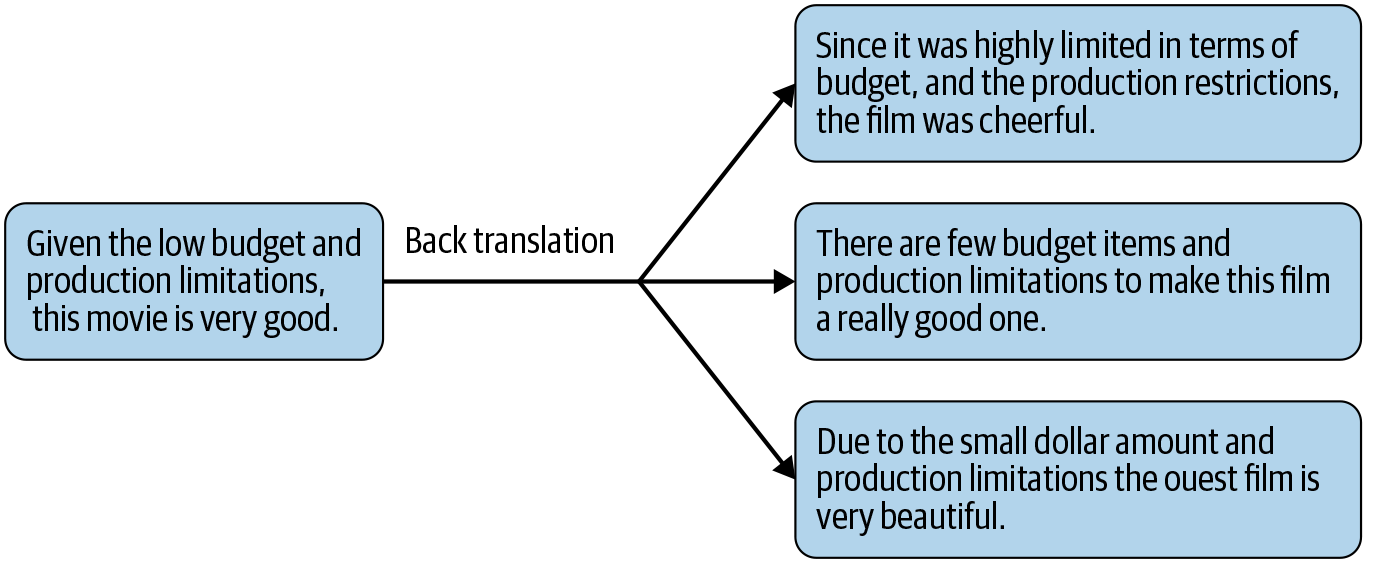 Given the low budget and
production limitations,
this movie is very good.
Back translation
Since it was highly limited in terms of
budget, and the production restrictions,
the film was cheerful.
There are few budget items and
production limitations to make this film
a really good one.
Due to the small dollar amount and
production limitations the ouest film is
very beautiful.